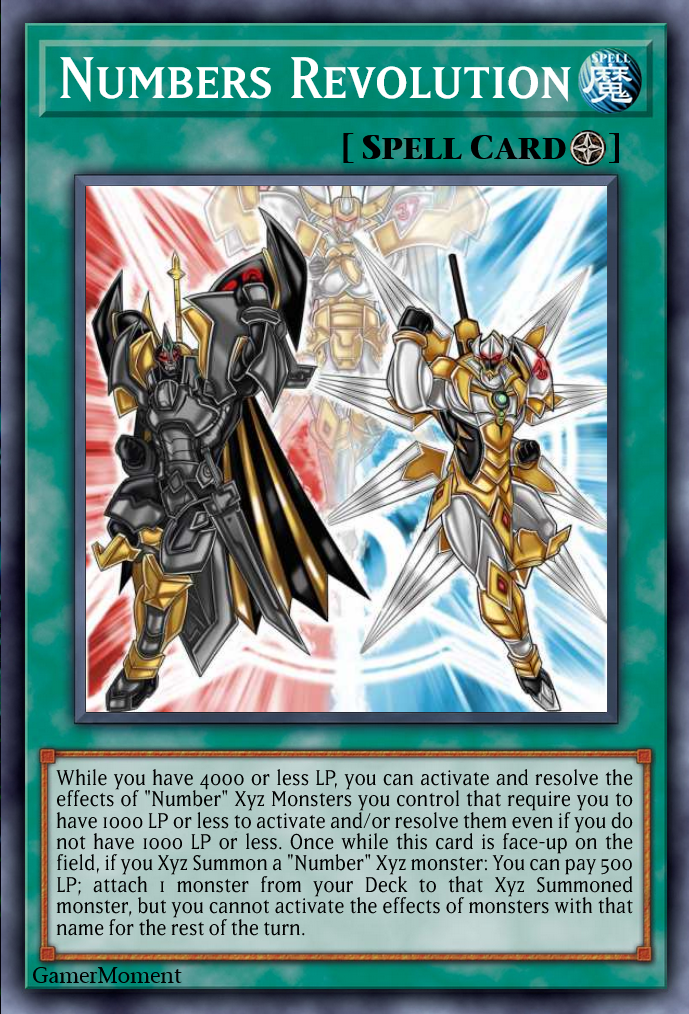 NUMBERS REVOLUTION
SPELL
魔
[ SPELL CARD ]
37
While you have 4000 or less LP, you can activate and resolve the
effects of "Number" Xyz Monsters you control that require you to
have 1000 LP or less to activate and/or resolve them even if you do
not have 1000 LP or less. Once while this card is face-up on the
field, if you Xyz Summon a "Number" Xyz monster: You can pay 500
LP; attach 1 monster from your Deck to that Xyz Summoned
monster, but you cannot activate the effects of monsters with that
name for the rest of the turn.
GamerMoment